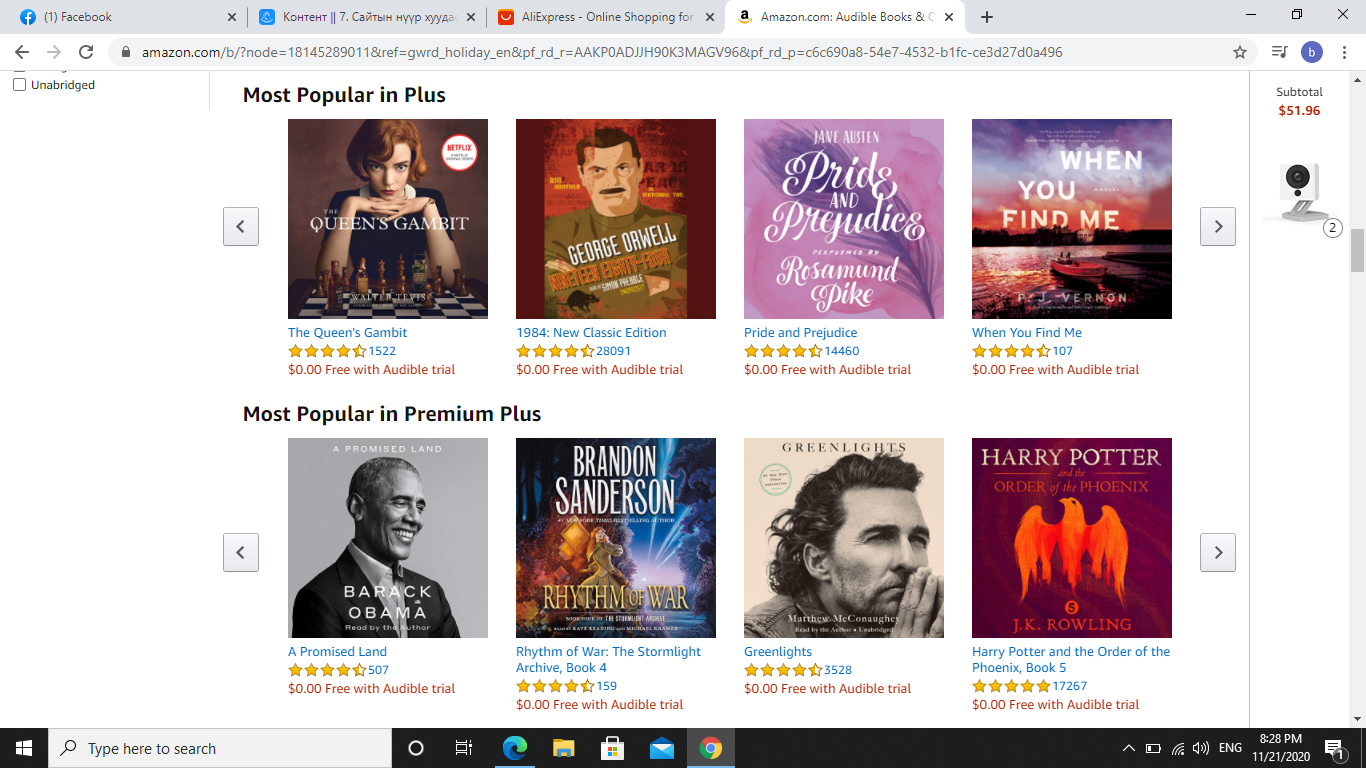 (1) Facebook
Контент || 7. Сайтын нүүр хууда
AliExpress - Online Shopping for
Amazon.com: Audible Books & O
amazon.com/b/?node=18145289011&ref=gwrd_holiday_en&pf_rd_r=AAKP0ADJJH90K3MAGV96&pf_rd_p=c6c690a8-54e7-4532-b1fc-ce3d27d0a496
b
Unabridged
Subtotal
$51.96
2
Most Popular in Plus
NETFLIX
THE
QUEEN'S GAMBIT
WALTER TEVIS
BIG BROTHER
IS WATCHING YOU
WAR IS
PEACE
GEORGE ORWELL
NINETEEN EIGHTY-FOUR
READ BY SIMON PREBBLE
JANE AUSTEN
Pride
AND
Prejudice
PERFORMED BY
Rosamund
Pike
WHEN
YOU
A NOVEL
FIND ME
P. J. VERNON
The Queen's Gambit
1522
$0.00 Free with Audible trial
1984: New Classic Edition
28091
$0.00 Free with Audible trial
Pride and Prejudice
14460
$0.00 Free with Audible trial
When You Find Me
107
$0.00 Free with Audible trial
Most Popular in Premium Plus
A PROMISED LAND
BARACK
OBAMA
Read by the Author
BRANDON
SANDERSON
#1 NEW YORK TIMES BESTSELLING AUTHOR
RHYTHM OF WAR
BOOK FOUR OF THE STORMLIGHT ARCHIVE
READ BY KATE READING AND MICHAEL KRAMER
GREENLIGHTS
Matthew McConaughey
Read by the Author • Unabridged
HARRY POTTER
and the
ORDER of the PHOENIX
5
J.K. ROWLING
A Promised Land
507
$0.00 Free with Audible trial
Rhythm of War: The Stormlight
Archive, Book 4
159
$0.00 Free with Audible trial
Greenlights
3528
$0.00 Free with Audible trial
Harry Potter and the Order of the
Phoenix, Book 5
17267
$0.00 Free with Audible trial
Type here to search
ENG
8:28 PM
11/21/2020
1